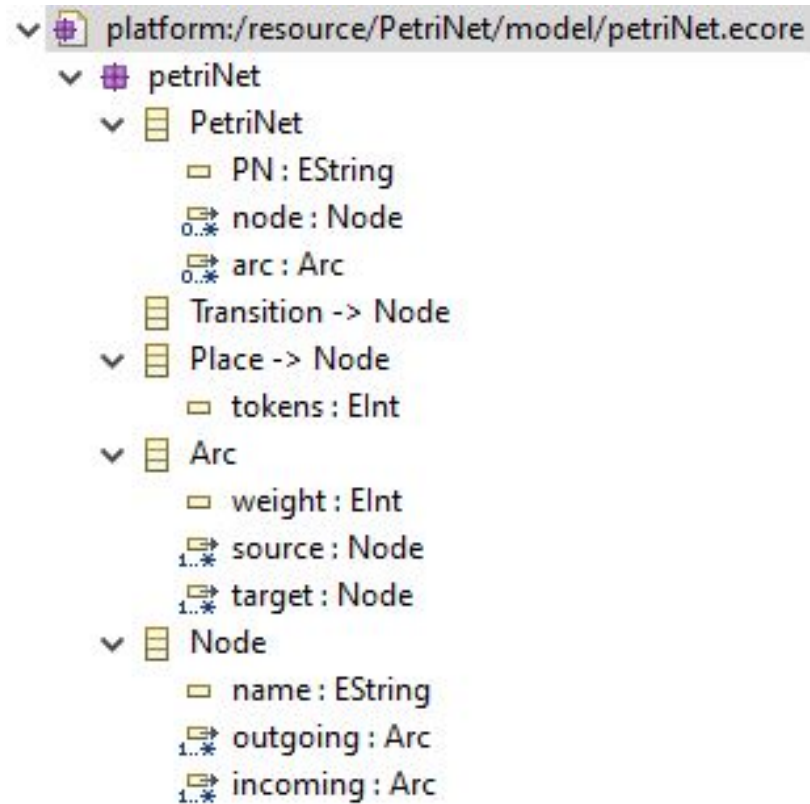 platform:/resource/PetriNet/model/petriNet.ecore
petriNet
PetriNet
PN : EString
0..* node : Node
0..* arc : Arc
Transition -> Node
Place -> Node
tokens : EInt
Arc
weight : EInt
1..* source : Node
1..* target : Node
Node
name : EString
1..* outgoing : Arc
1..* incoming : Arc